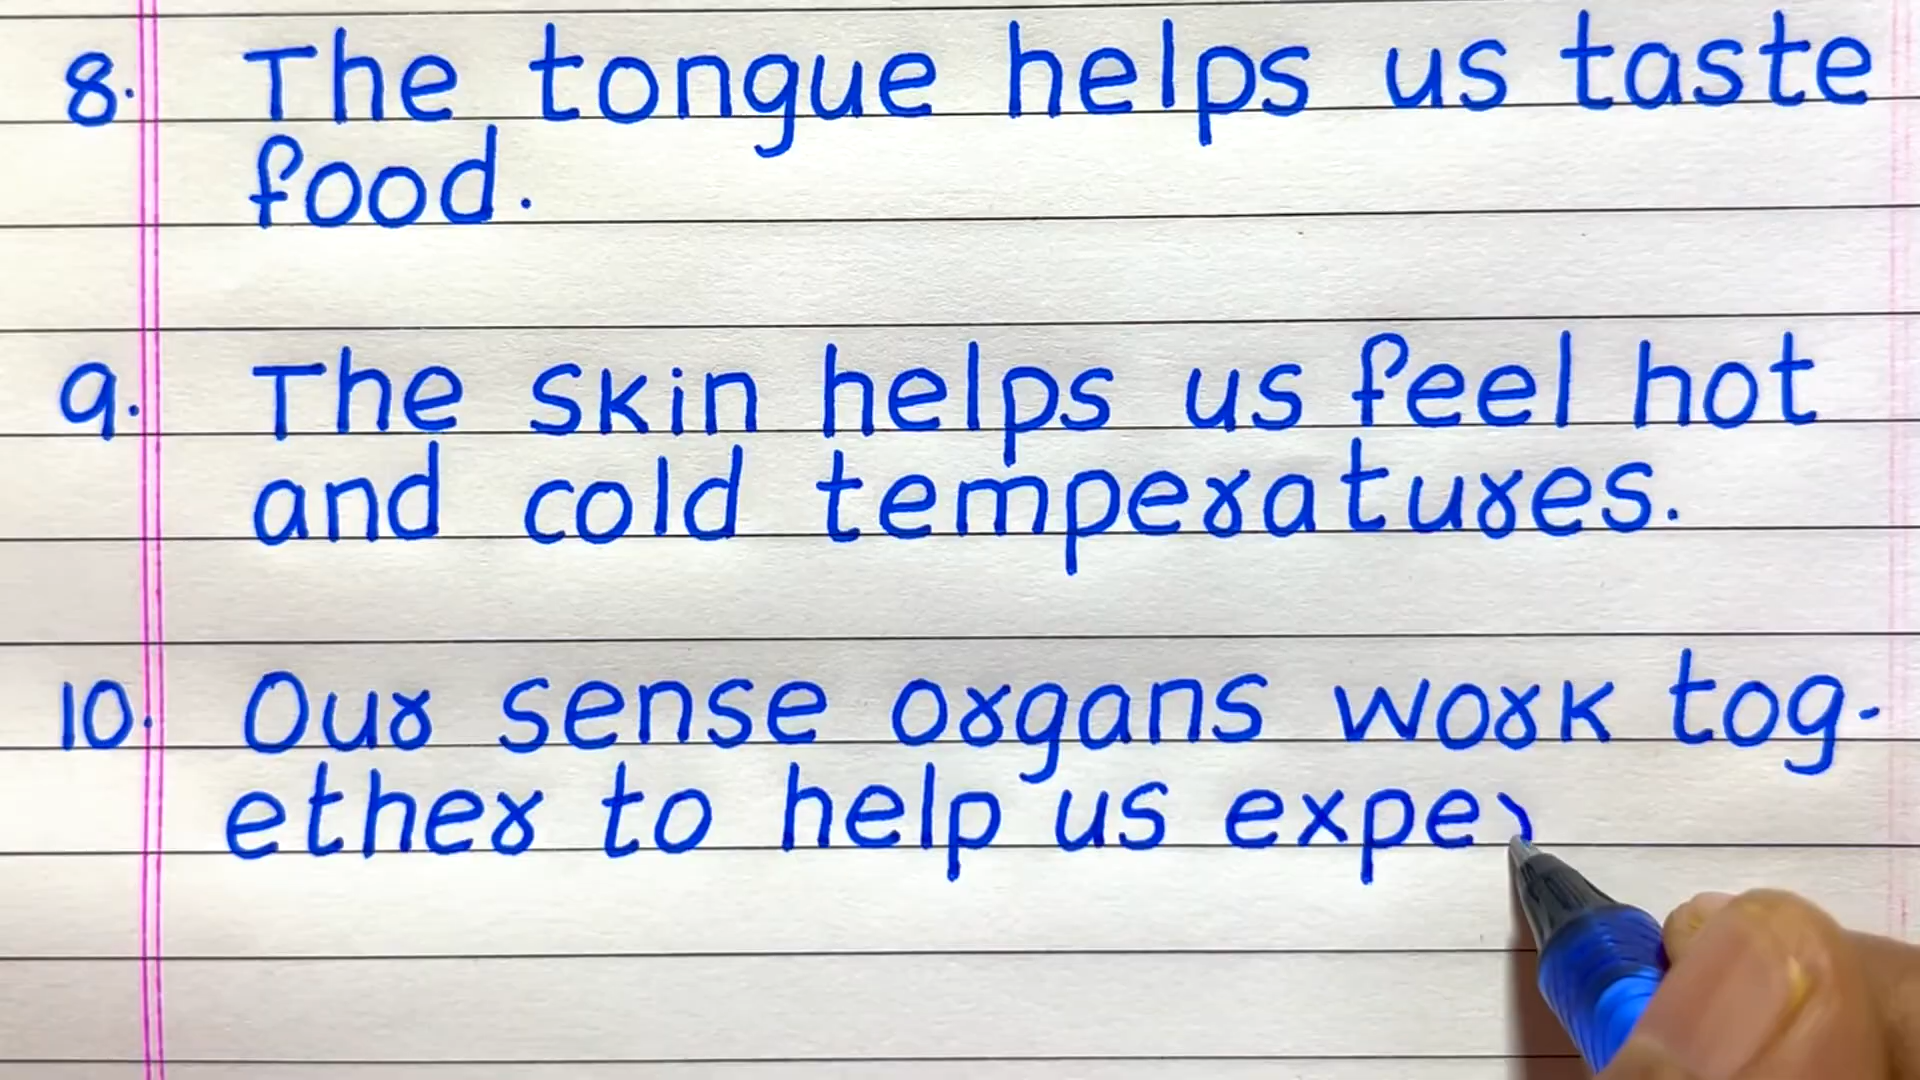 8. The tongue helps us taste
food.
9. The skin helps us feel hot
and cold temperatures.
10. Our sense organs work tog-
ether to help us expe